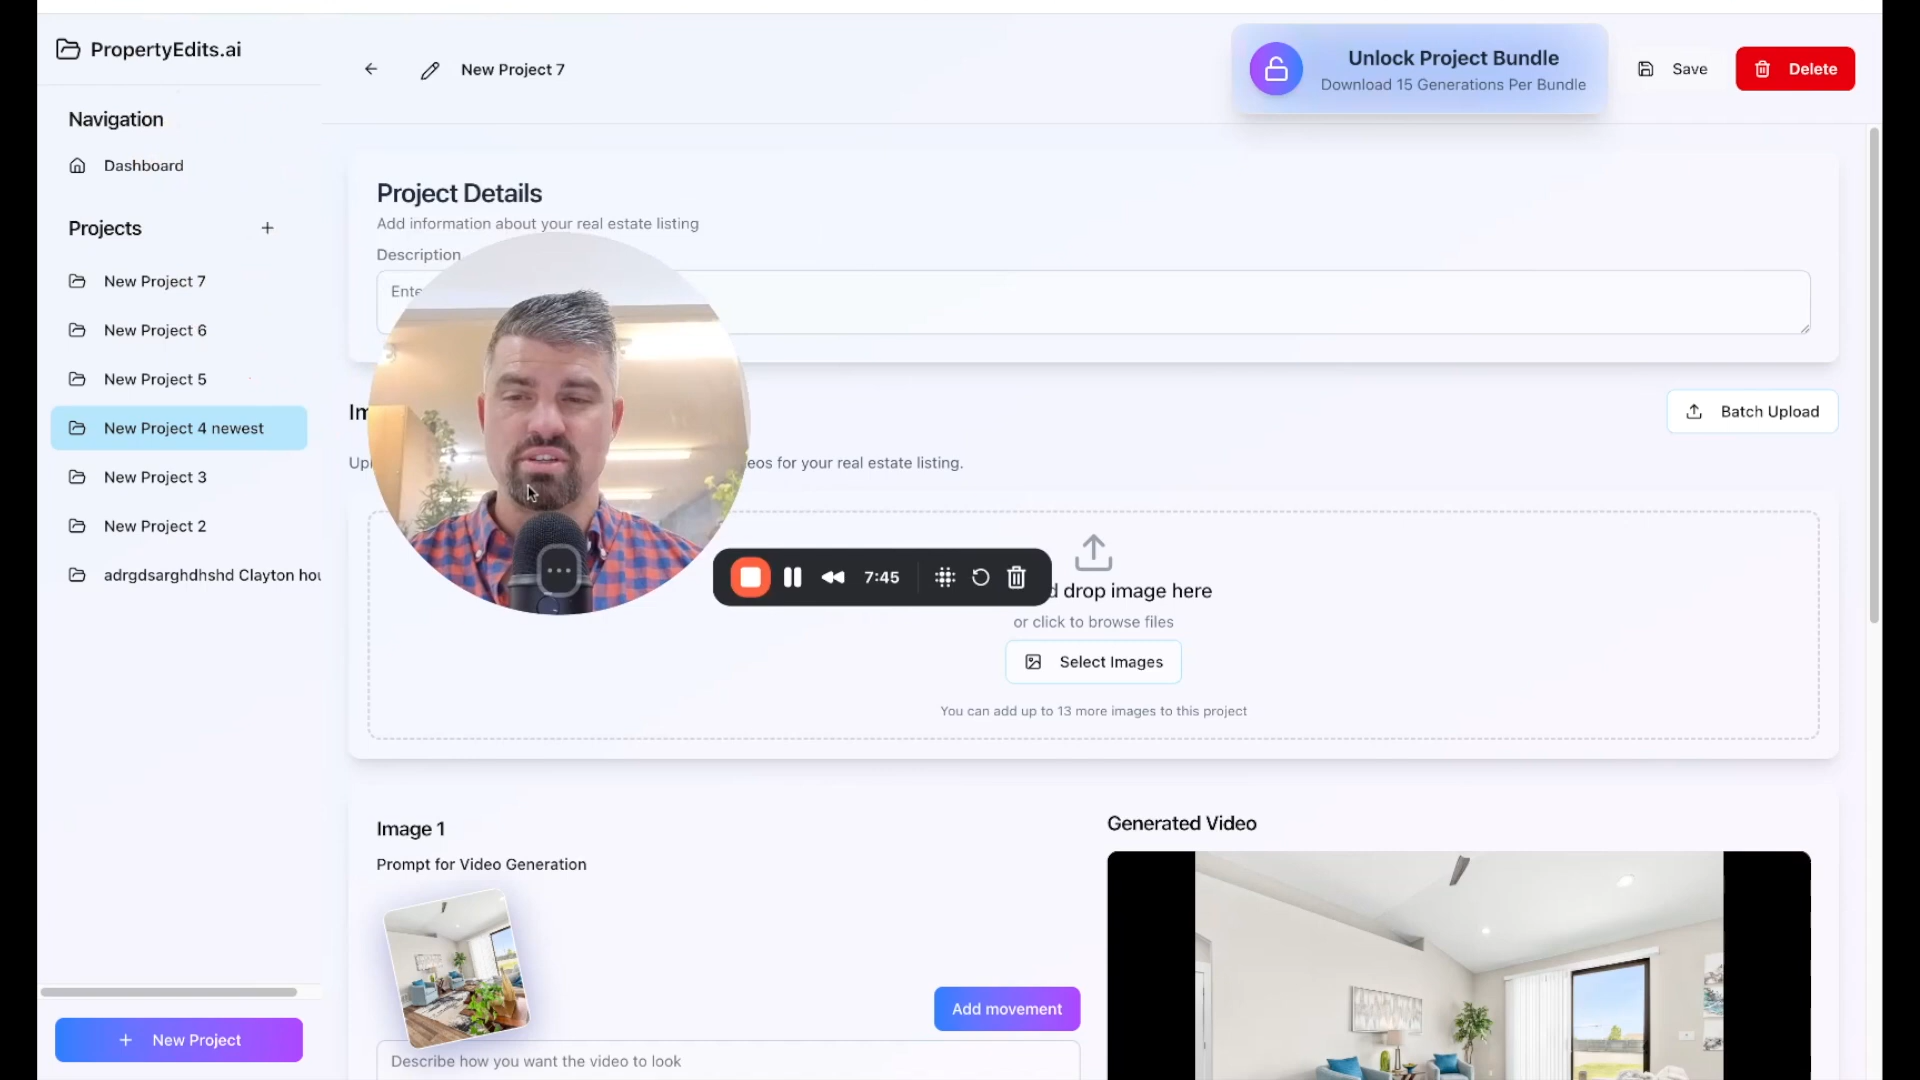 PropertyEdits.ai
New Project 7
Unlock Project Bundle
Download 15 Generations Per Bundle
Save
Delete
Navigation
Dashboard
Projects
New Project 7
New Project 6
New Project 5
New Project 4 newest
New Project 3
New Project 2
adrgdsarghdhshd Clayton hou
New Project
Project Details
Add information about your real estate listing
Description
Ente
Im
Batch Upload
Upl
eos for your real estate listing.
7:45
d drop image here
or click to browse files
Select Images
You can add up to 13 more images to this project
Image 1
Prompt for Video Generation
Add movement
Describe how you want the video to look
Generated Video